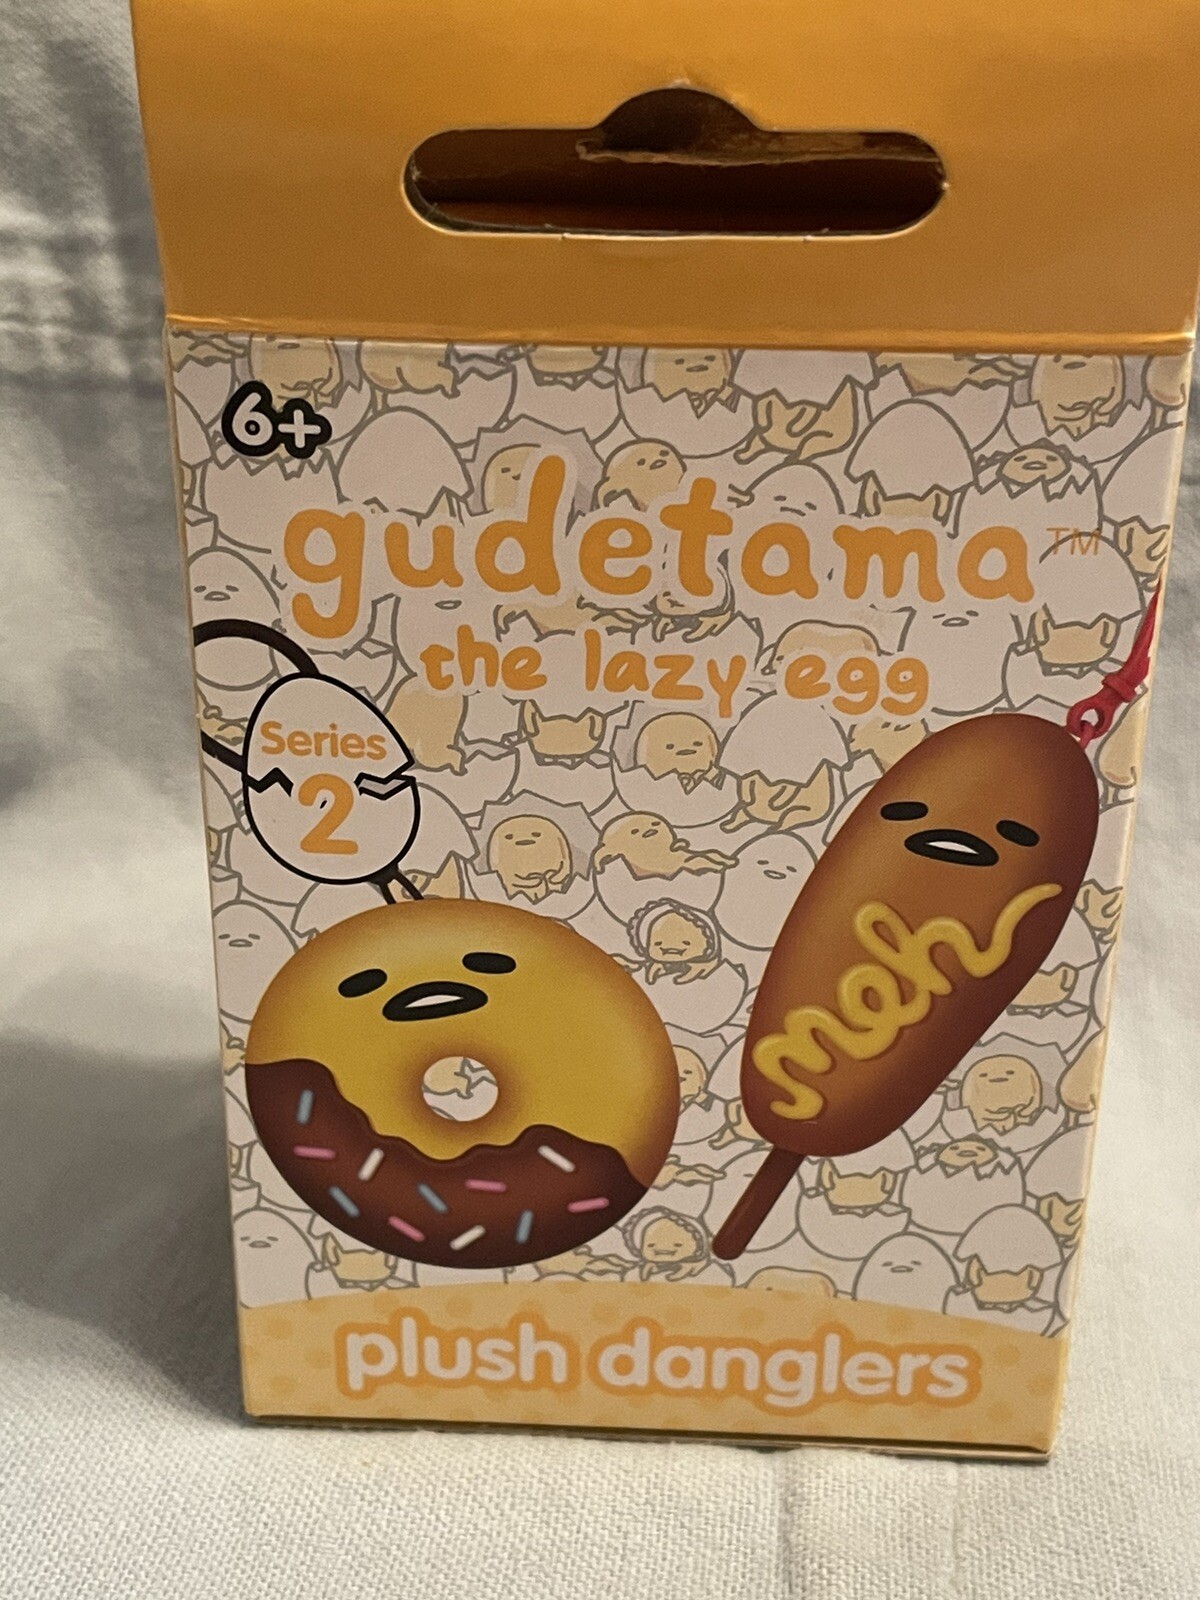 6+
gudetama™
the lazy egg
Series
2
meh
plush danglers